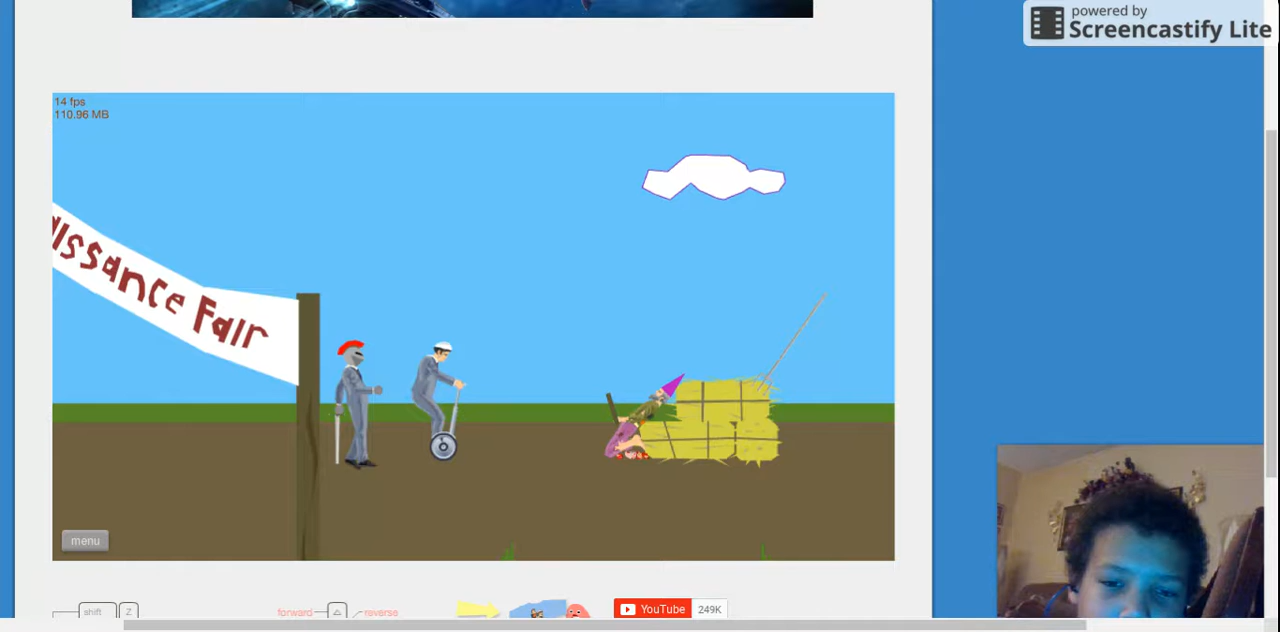 powered by
Screencastify Lite
14 fps
110.96 MB
issance Fair
menu
shift Z
forward reverse
YouTube 249K